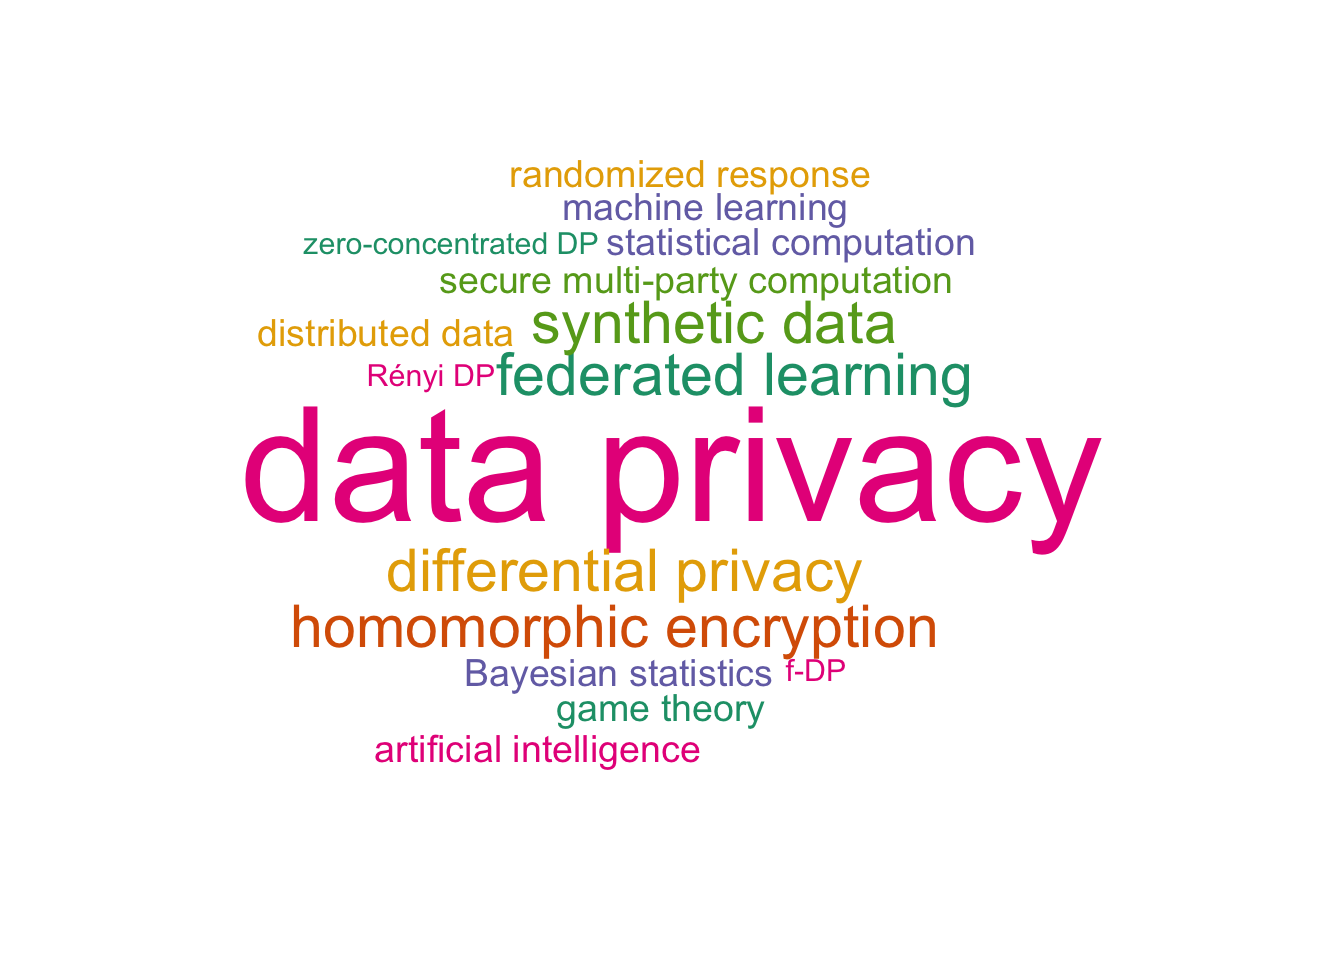 randomized response
machine learning
zero-concentrated DP statistical computation
secure multi-party computation
synthetic data
distributed data
federated learning
Rényi DP
data privacy
differential privacy
homomorphic encryption
Bayesian statistics f-DP
game theory
artificial intelligence